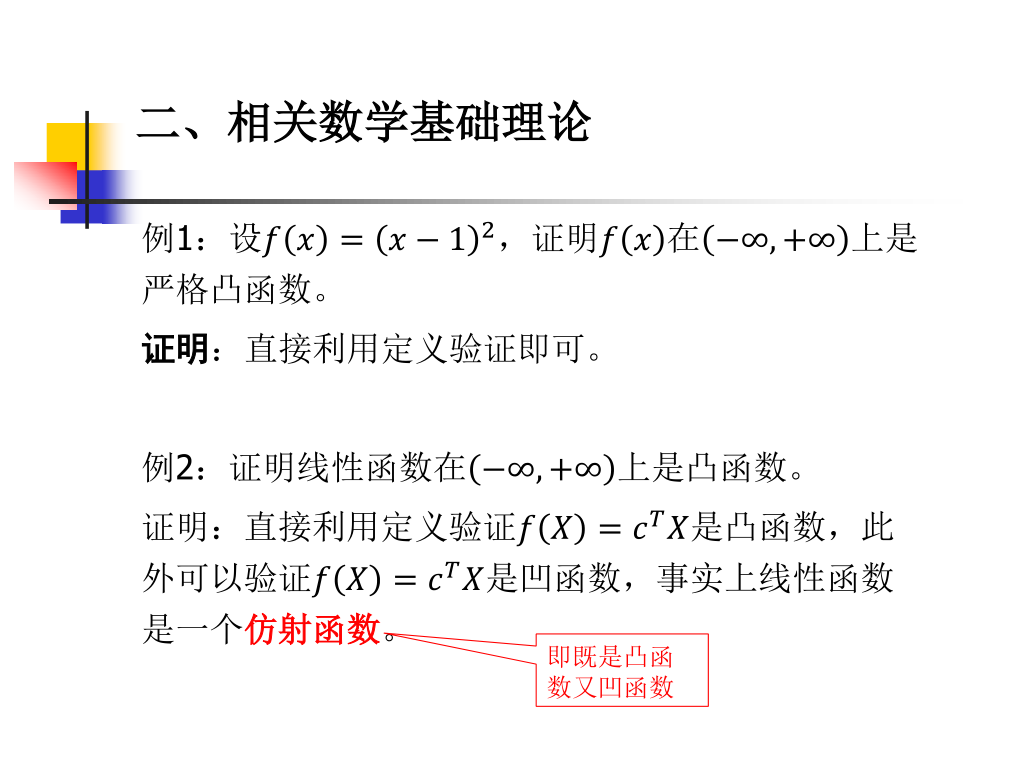 二、相关数学基础理论
例1：设𝑓(𝑥) = (𝑥 − 1)²，证明𝑓(𝑥)在(−∞, +∞)上是
严格凸函数。
证明：直接利用定义验证即可。
例2：证明线性函数在(−∞, +∞)上是凸函数。
证明：直接利用定义验证𝑓(𝑋) = 𝑐ᵀ𝑋是凸函数，此
外可以验证𝑓(𝑋) = 𝑐ᵀ𝑋是凹函数，事实上线性函数
是一个仿射函数。
即既是凸函
数又凹函数